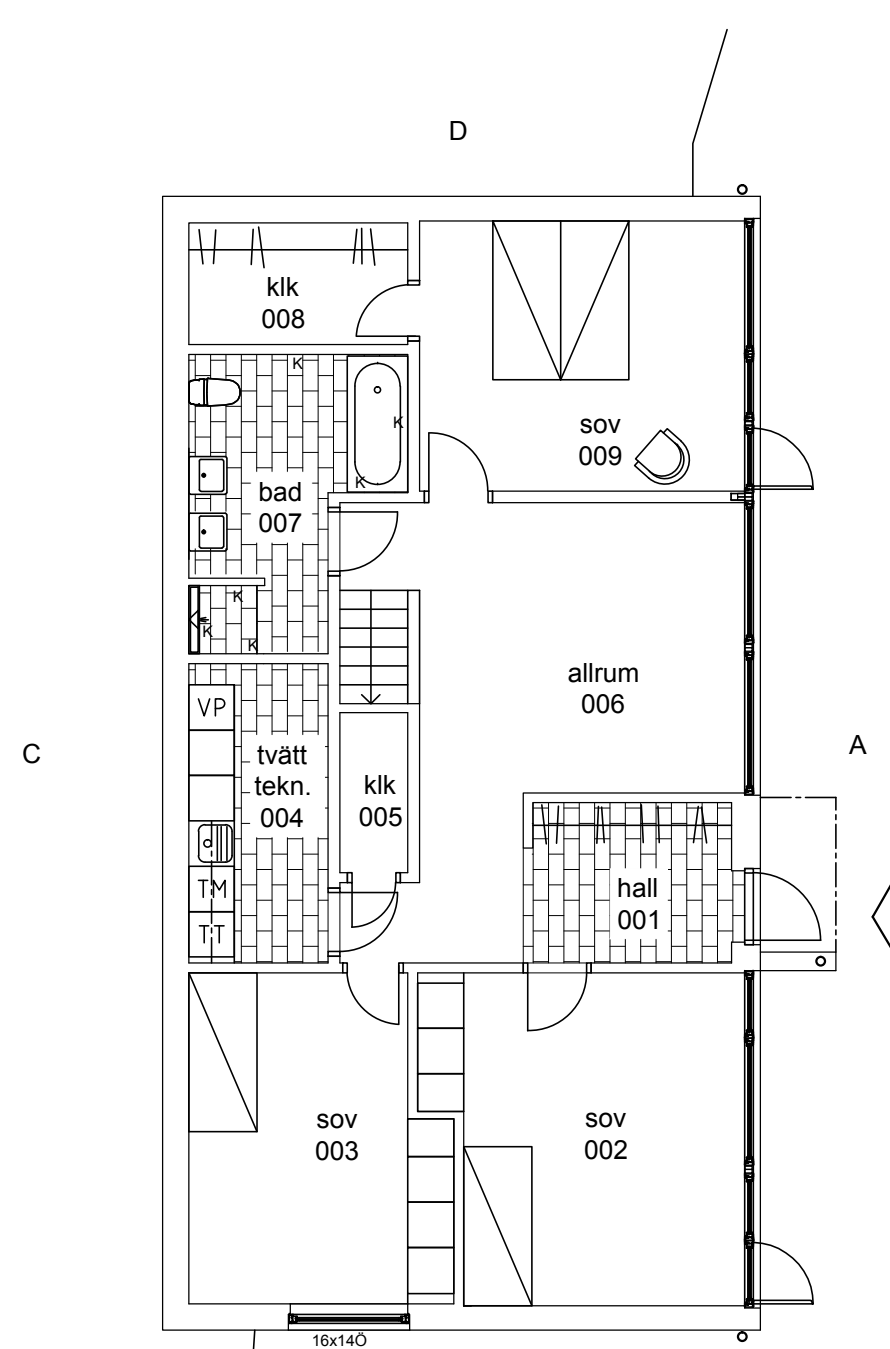 D
klk
008
K
sov
009
K
K
bad
007
K
K
K
allrum
006
VP
C
A
tvätt
tekn.
004
klk
005
TM
TT
hall
001
sov
003
sov
002
16x14Ö